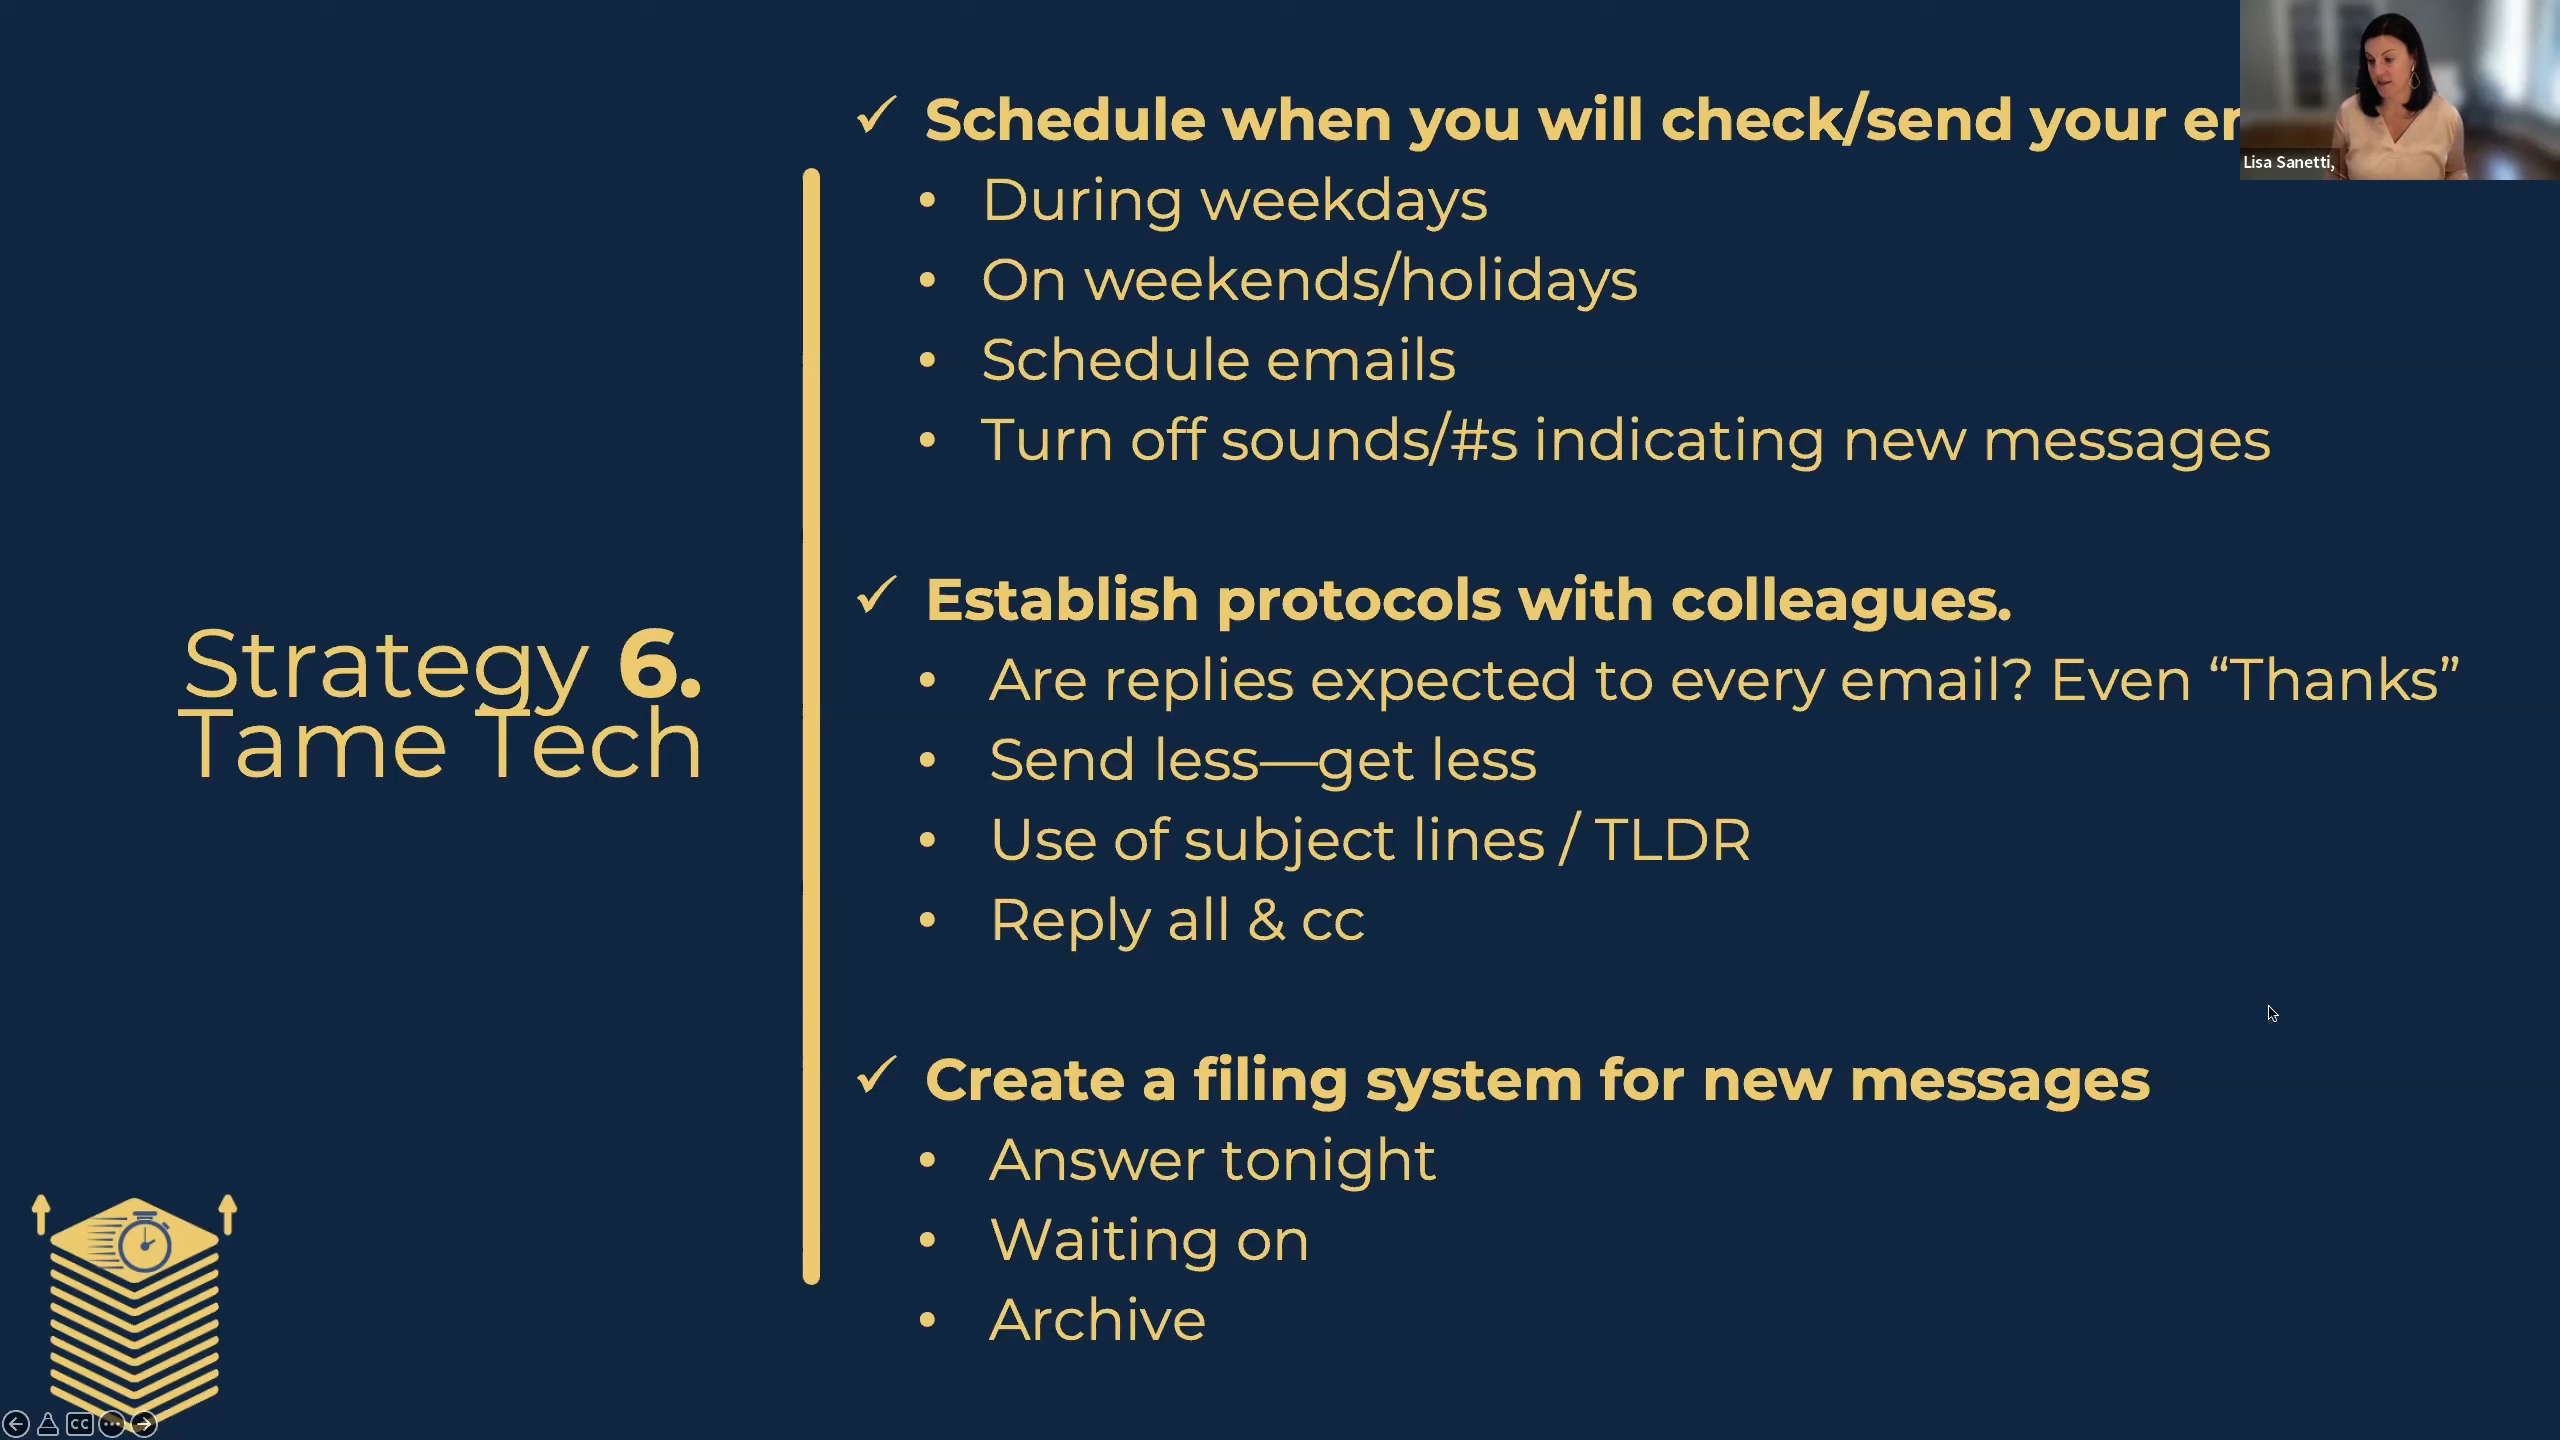 Schedule when you will check/send your
During weekdays
On weekends/holidays
Schedule emails
Turn off sounds/#s indicating new messages
Establish protocols with colleagues.
Are replies expected to every email? Even “Thanks”
Send less—get less
Use of subject lines / TLDR
Reply all & cc
Create a filing system for new messages
Answer tonight
Waiting on
Archive
Strategy 6.
Tame Tech
Lisa Sanetti,
CC